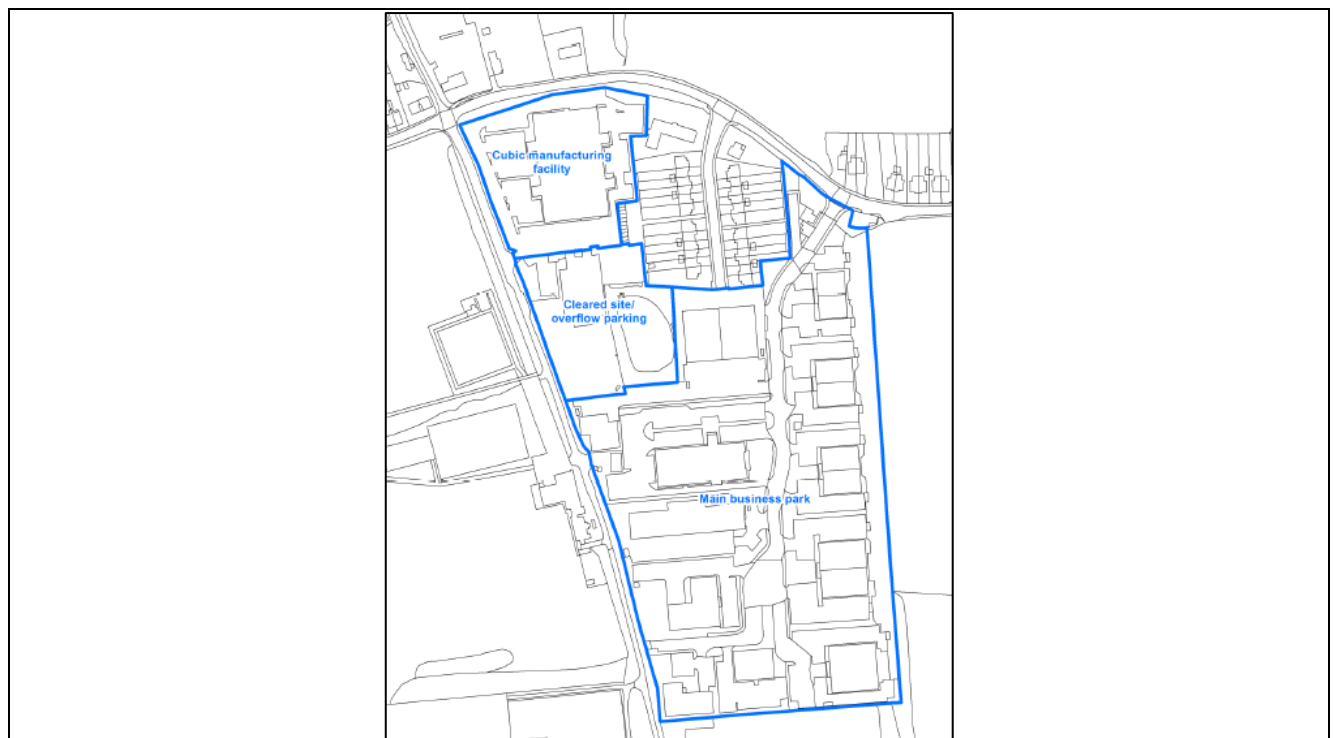 Cubic manufacturing
facility
Cleared site/
overflow parking
Main business park